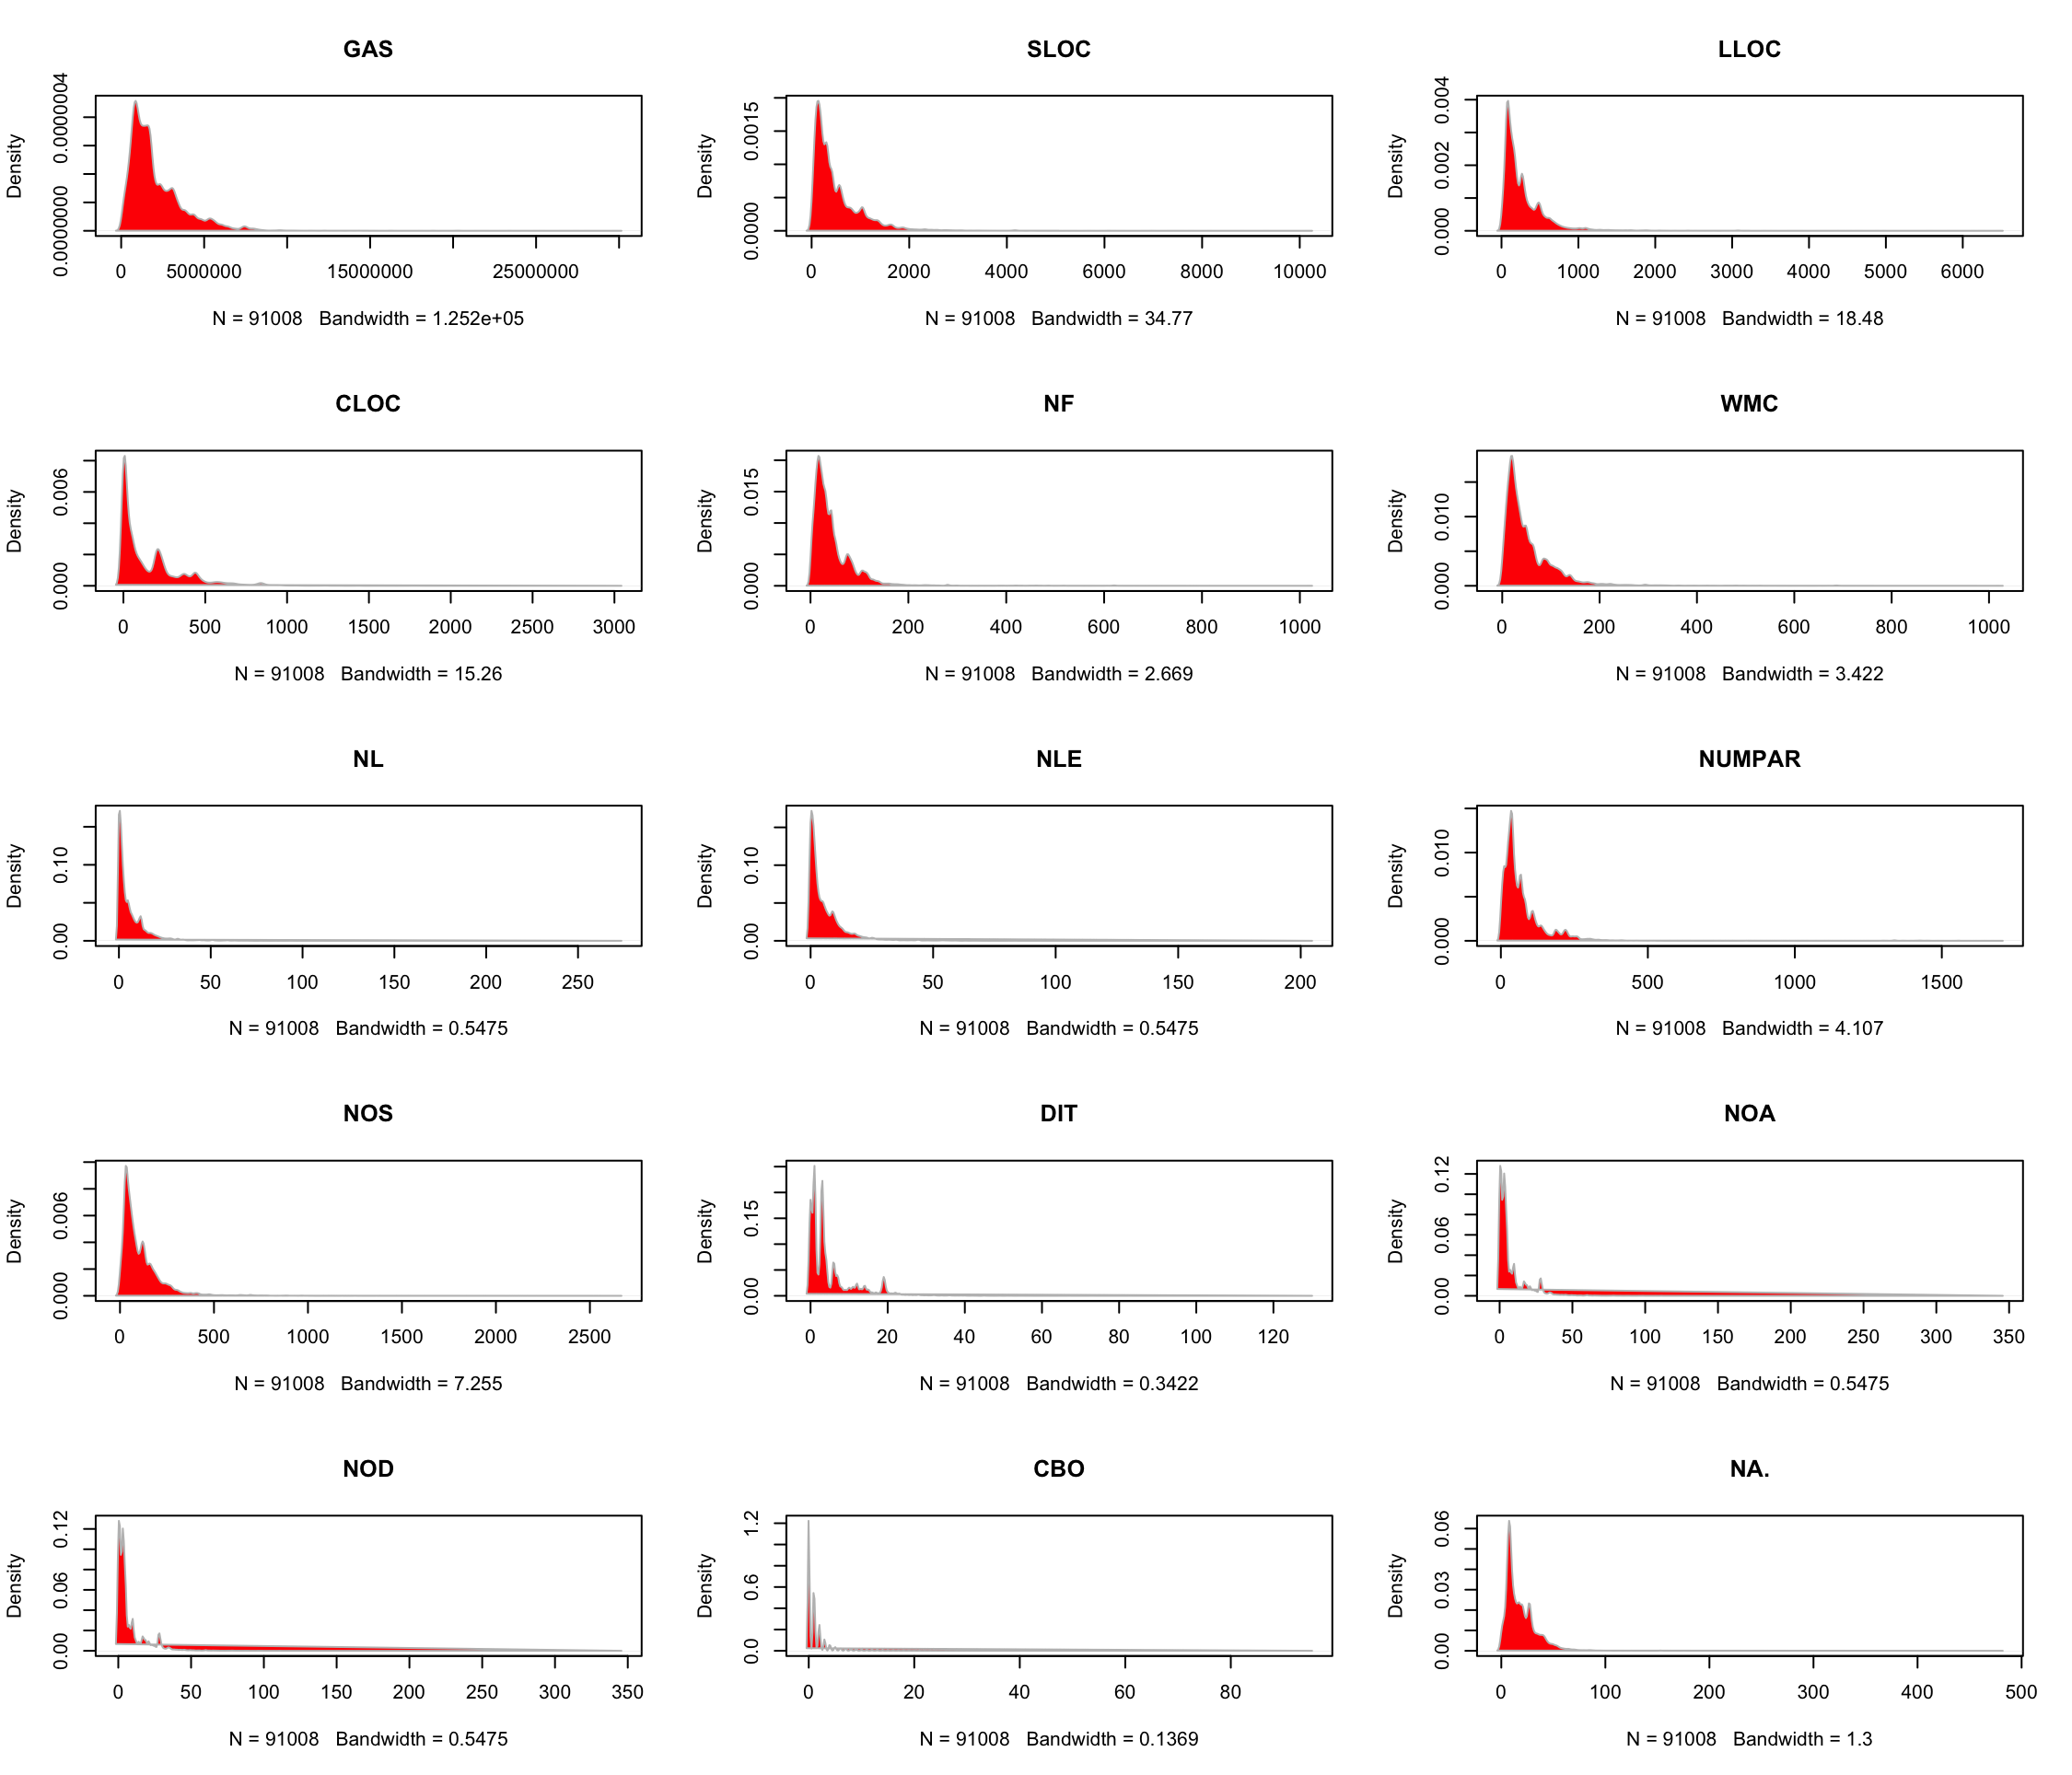 GAS
Density
0.00000000 0.00000004
0 5000000 15000000 25000000
N = 91008 Bandwidth = 1.252e+05
SLOC
Density
0.0000 0.0015
0 2000 4000 6000 8000 10000
N = 91008 Bandwidth = 34.77
LLOC
Density
0.000 0.002 0.004
0 1000 2000 3000 4000 5000 6000
N = 91008 Bandwidth = 18.48
CLOC
Density
0.000 0.006
0 500 1000 1500 2000 2500 3000
N = 91008 Bandwidth = 15.26
NF
Density
0.000 0.015
0 200 400 600 800 1000
N = 91008 Bandwidth = 2.669
WMC
Density
0.000 0.010
0 200 400 600 800 1000
N = 91008 Bandwidth = 3.422
NL
Density
0.00 0.10
0 50 100 150 200 250
N = 91008 Bandwidth = 0.5475
NLE
Density
0.00 0.10
0 50 100 150 200
N = 91008 Bandwidth = 0.5475
NUMPAR
Density
0.000 0.010
0 500 1000 1500
N = 91008 Bandwidth = 4.107
NOS
Density
0.000 0.006
0 500 1000 1500 2000 2500
N = 91008 Bandwidth = 7.255
DIT
Density
0.00 0.15
0 20 40 60 80 100 120
N = 91008 Bandwidth = 0.3422
NOA
Density
0.00 0.06 0.12
0 50 100 150 200 250 300 350
N = 91008 Bandwidth = 0.5475
NOD
Density
0.00 0.06 0.12
0 50 100 150 200 250 300 350
N = 91008 Bandwidth = 0.5475
CBO
Density
0.0 0.6 1.2
0 20 40 60 80
N = 91008 Bandwidth = 0.1369
NA.
Density
0.00 0.03 0.06
0 100 200 300 400 500
N = 91008 Bandwidth = 1.3